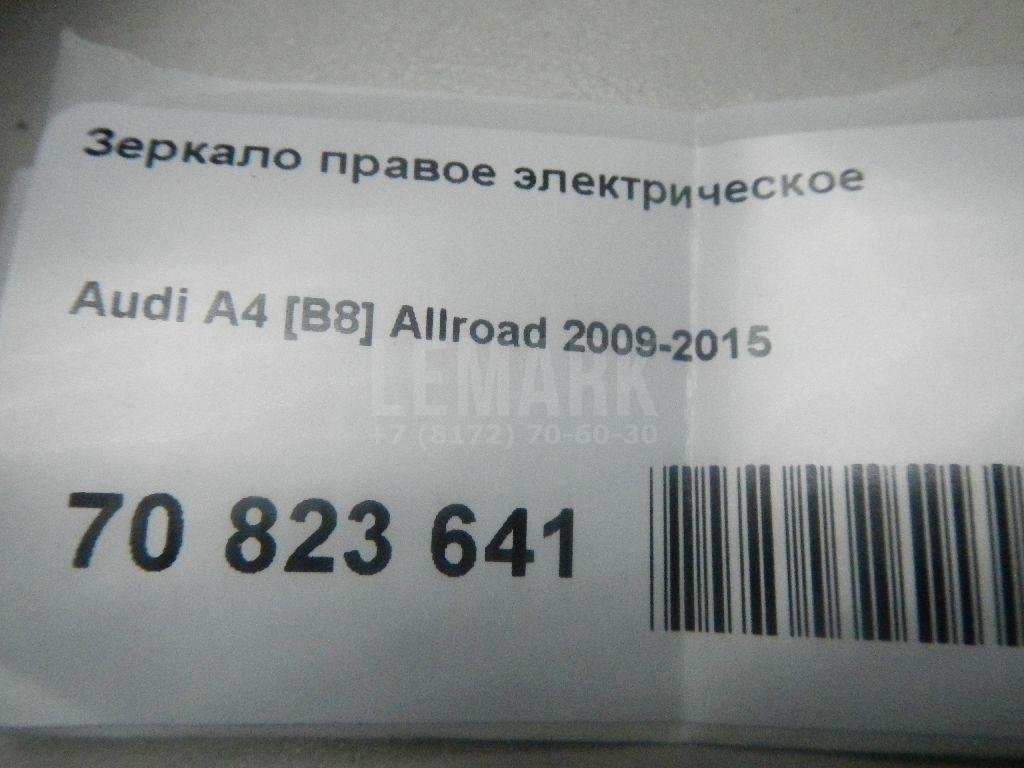 Зеркало правое электрическое
Audi A4 [B8] Allroad 2009-2015
LEMARK
+7 (8172) 70-60-30
70 823 641